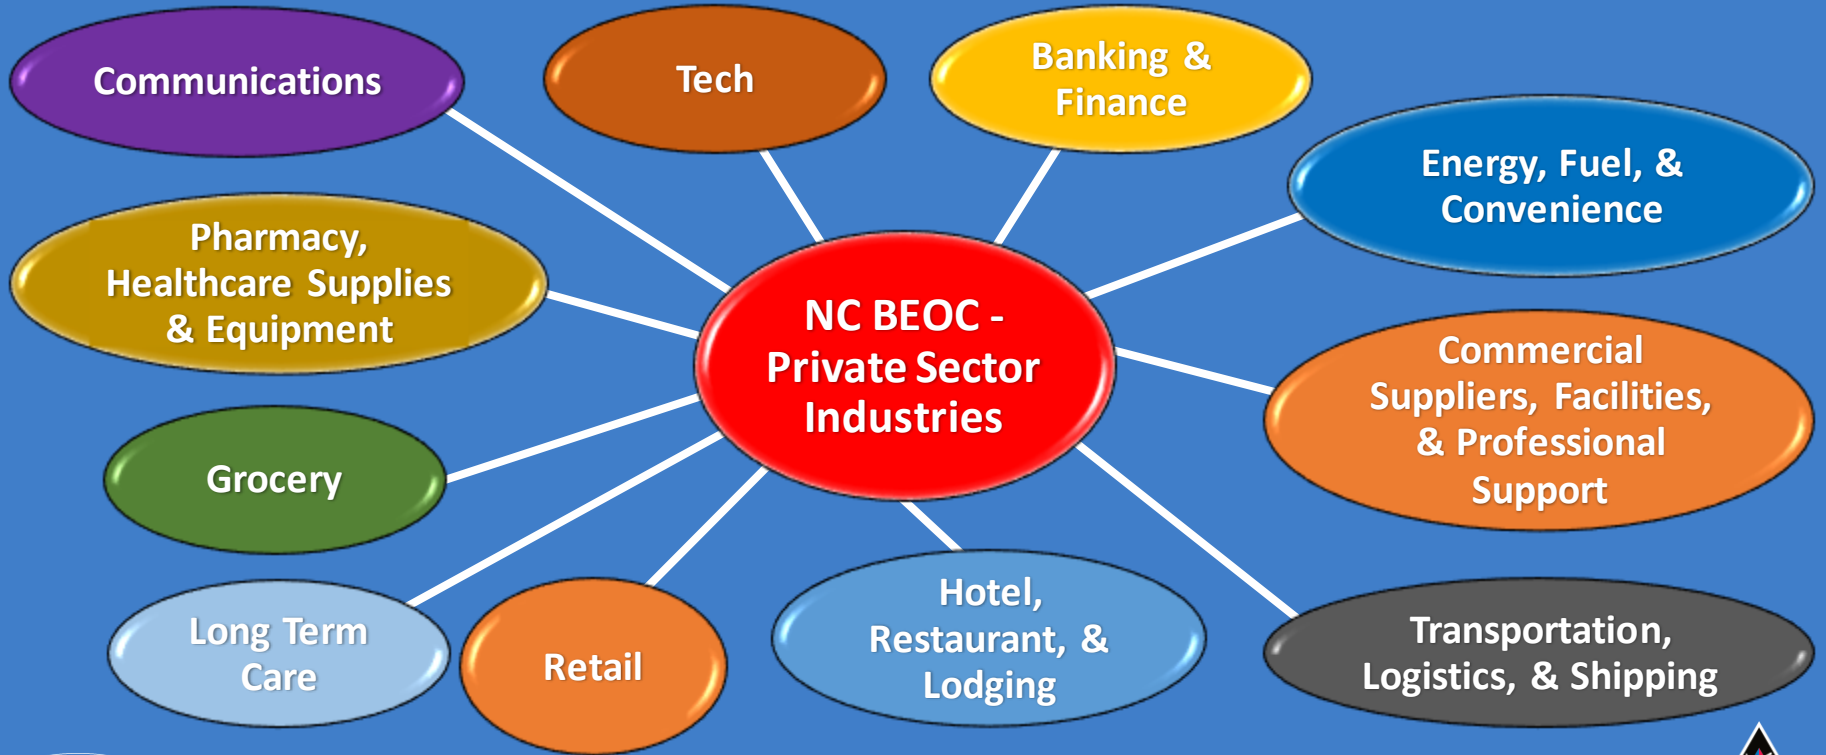 Communications
Tech
Banking &
Finance
Energy, Fuel, &
Convenience
Pharmacy,
Healthcare Supplies
& Equipment
NC BEOC -
Private Sector
Industries
Commercial
Suppliers, Facilities,
& Professional
Support
Grocery
Long Term
Care
Retail
Hotel,
Restaurant, &
Lodging
Transportation,
Logistics, & Shipping